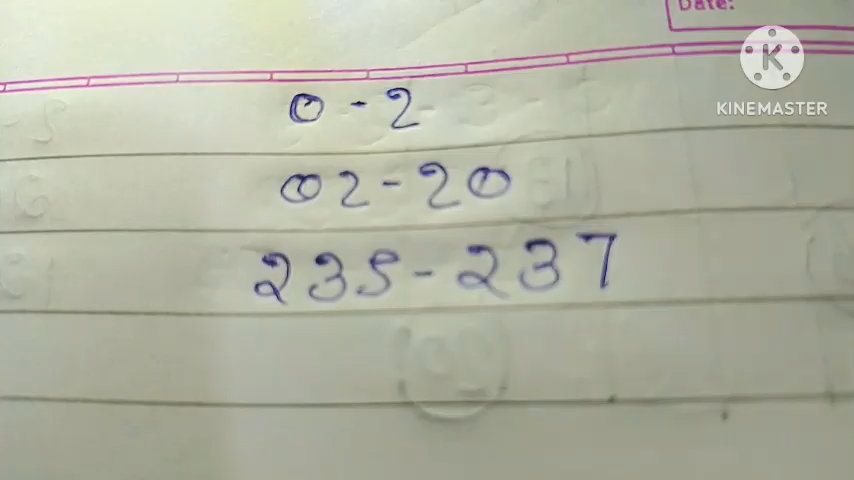 Date:
KINEMASTER
0 - 2
02 - 20
235 - 237